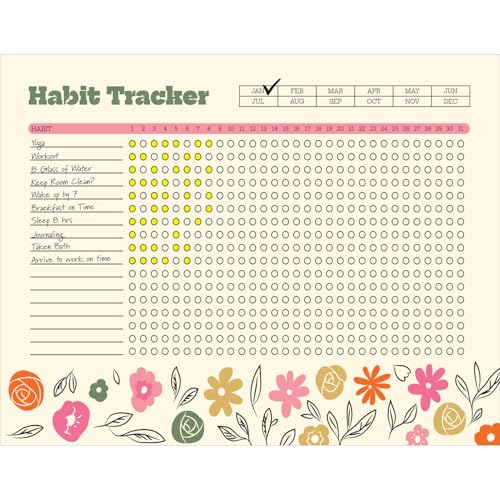 Habit Tracker
JAN FEB MAR APR MAY JUN
JUL AUG SEP OCT NOV DEC
HABIT 1 2 3 4 5 6 7 8 9 10 11 12 13 14 15 16 17 18 19 20 21 22 23 24 25 26 27 28 29 30 31
Yoga
Workout
8 Glass of Water
Keep Room Clean?
Wake up by 7
Breakfast on Time
Sleep 8 hrs
Journaling
Taken Bath
Arrive to work on time